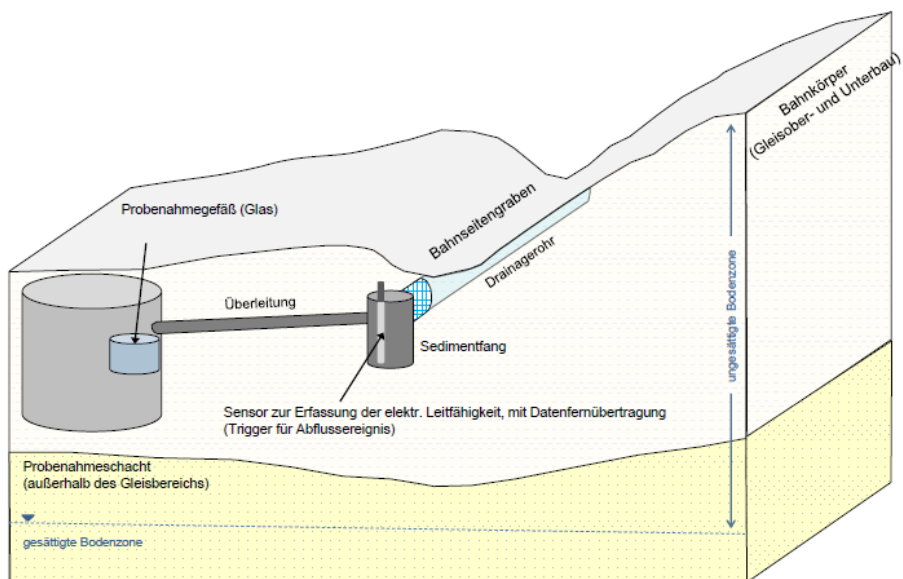 Bahnkörper
(Gleisober- und Unterbau)
Probenahmegefäß (Glas)
Bahnseitengraben
Drainagerohr
Überleitung
ungesättigte Bodenzone
Sedimentfang
Sensor zur Erfassung der elektr. Leitfähigkeit, mit Datenfernübertragung
(Trigger für Abflussereignis)
Probenahmeschacht
(außerhalb des Gleisbereichs)
gesättigte Bodenzone